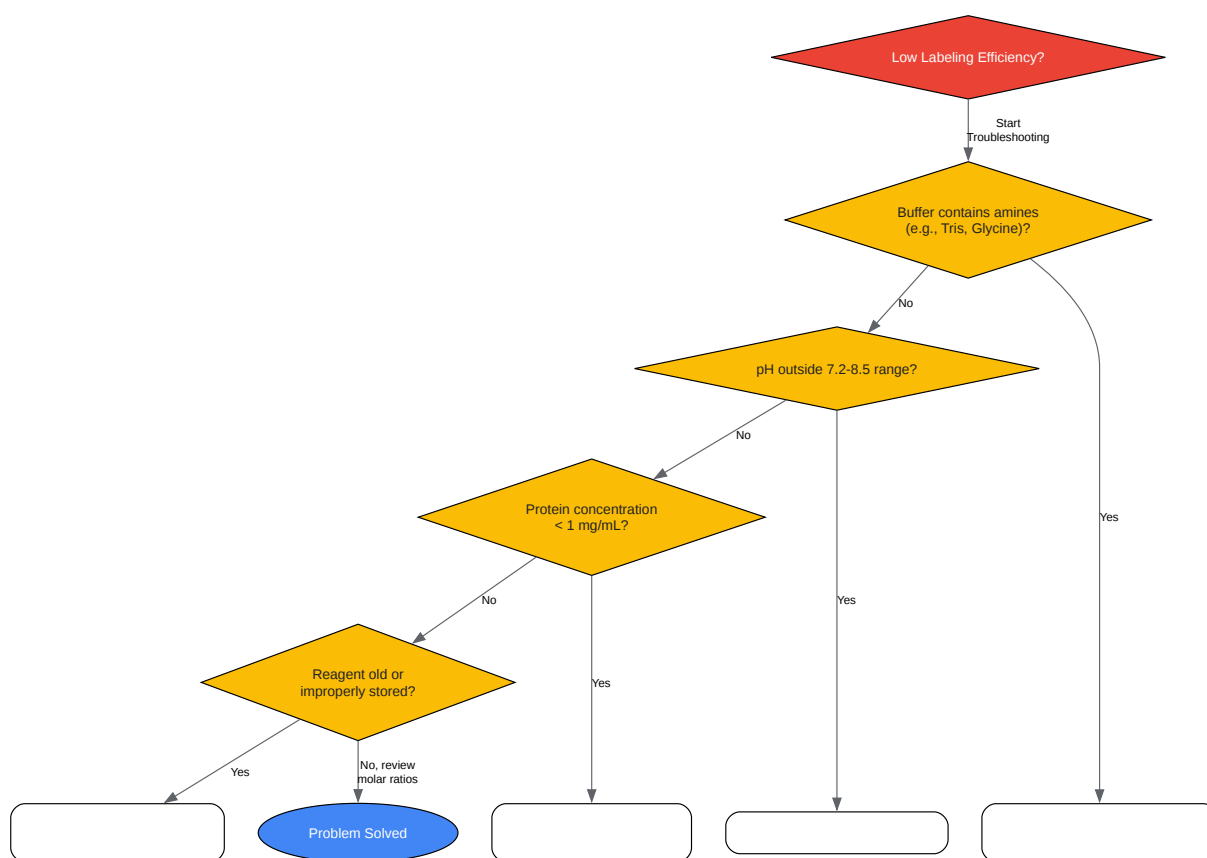 Low Labeling Efficiency?
Start
Troubleshooting
Buffer contains amines
(e.g., Tris, Glycine)?
No
pH outside 7.2-8.5 range?
No
Protein concentration
< 1 mg/mL?
Yes
No
Yes
Reagent old or
improperly stored?
Yes
Yes
No, review
molar ratios
Problem Solved